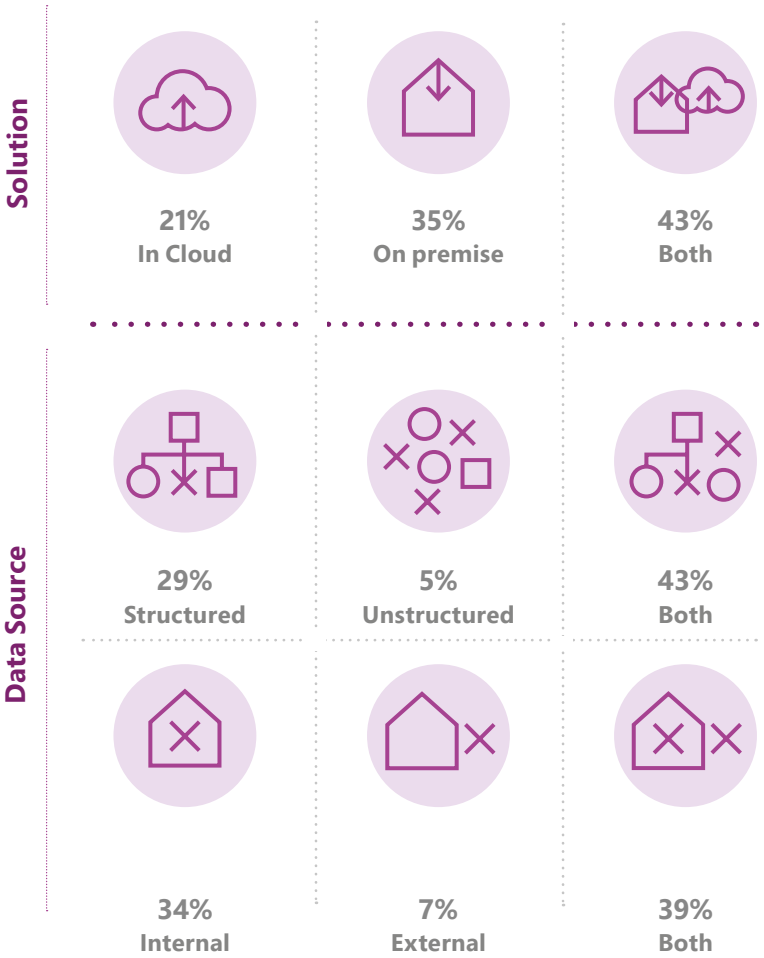 Solution
21%
In Cloud
35%
On premise
43%
Both
Data Source
29%
Structured
5%
Unstructured
43%
Both
34%
Internal
7%
External
39%
Both